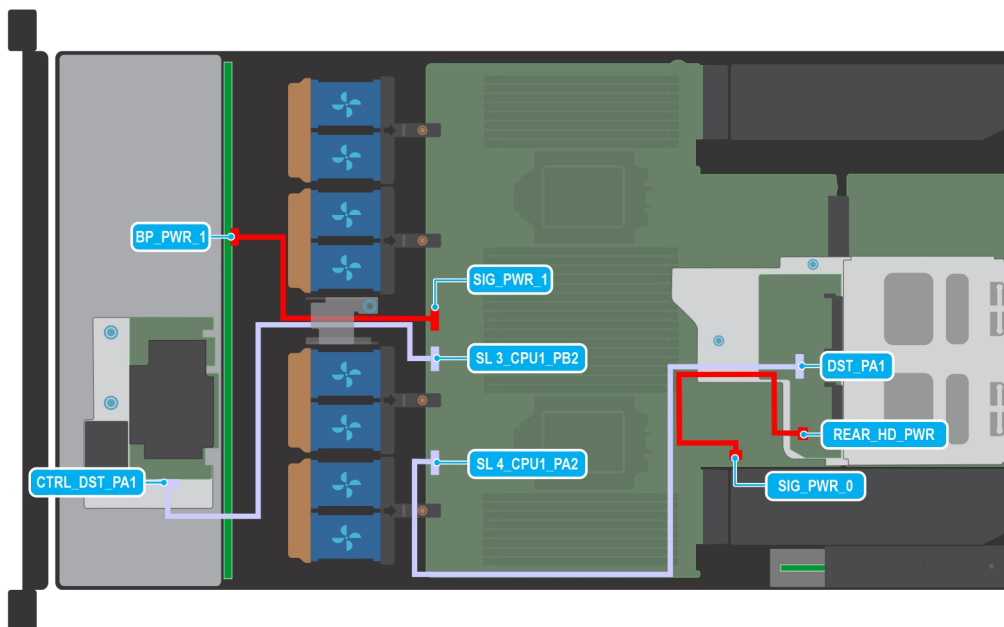 BP_PWR_1
SIG_PWR_1
SL 3_CPU1_PB2
DST_PA1
REAR_HD_PWR
SL 4_CPU1_PA2
CTRL_DST_PA1
SIG_PWR_0